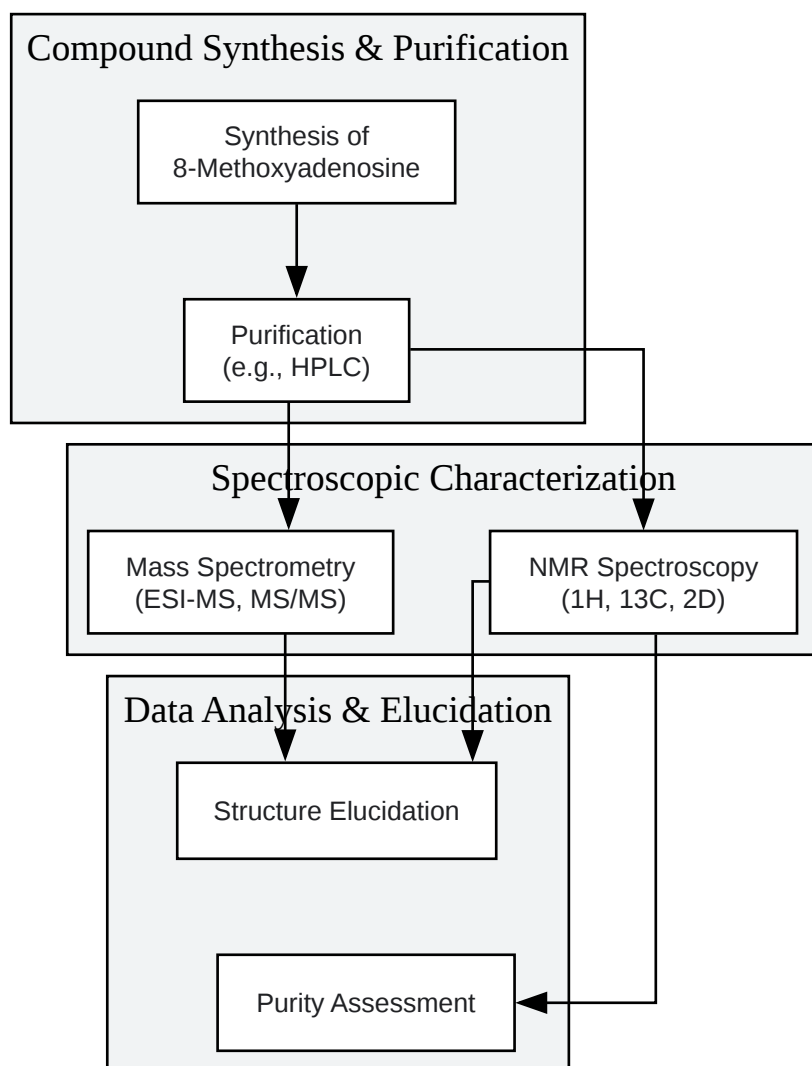 Compound Synthesis & Purification
Synthesis of
8-Methoxyadenosine
Purification
(e.g., HPLC)
Spectroscopic Characterization
Mass Spectrometry
(ESI-MS, MS/MS)
NMR Spectroscopy
(1H, 13C, 2D)
Data Analysis & Elucidation
Structure Elucidation
Purity Assessment